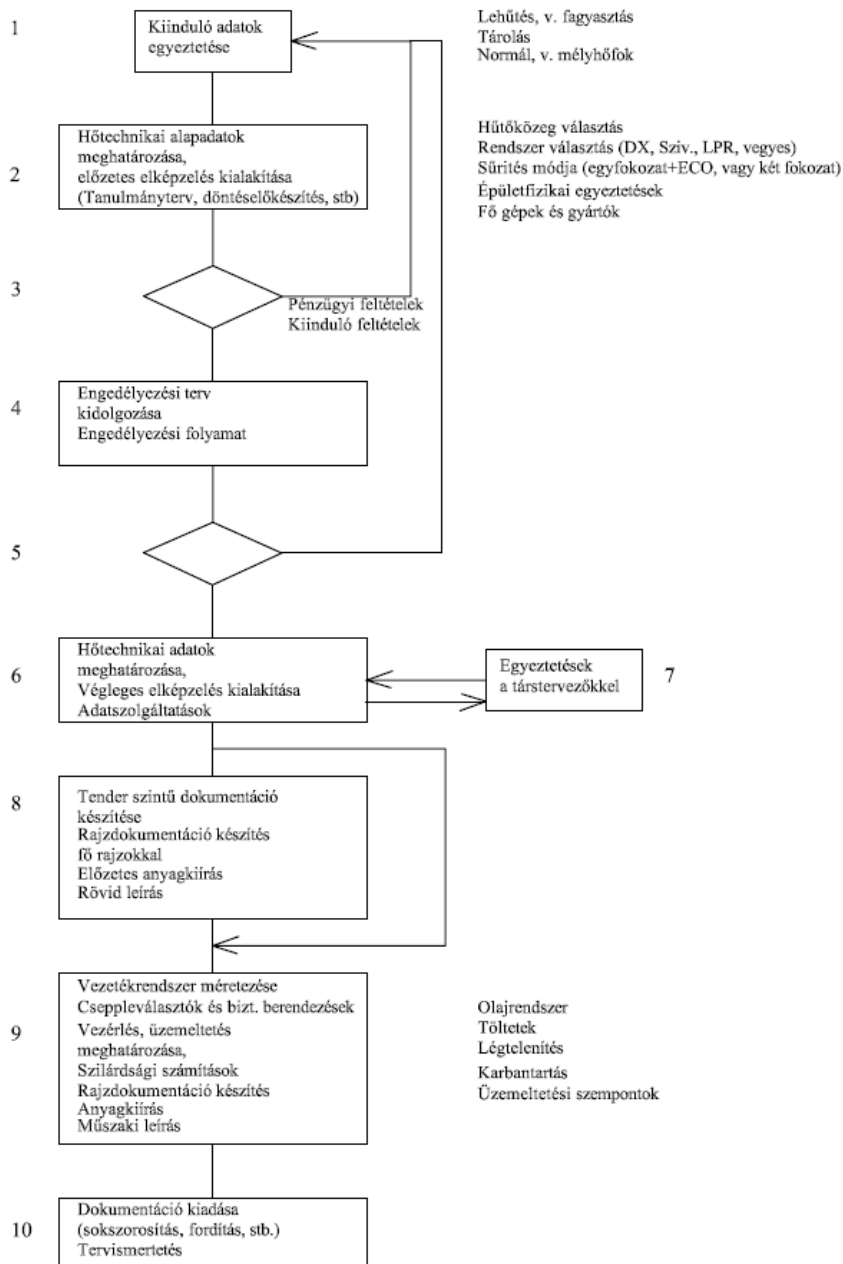 1
Kiinduló adatok
egyeztetése
Lehűtés, v. fagyasztás
Tárolás
Normál, v. mélyhőfok
2
Hőtechnikai alapadatok
meghatározása,
előzetes elképzelés kialakítása
(Tanulmányterv, döntéselőkészítés, stb)
Hűtőközeg választás
Rendszer választás (DX, Sziv., LPR, vegyes)
Sűrítés módja (egyfokozat+ECO, vagy két fokozat)
Épületfizikai egyeztetések
Fő gépek és gyártók
3
Pénzügyi feltételek
Kiinduló feltételek
4
Engedélyezési terv
kidolgozása
Engedélyezési folyamat
5
6
Hőtechnikai adatok
meghatározása,
Végleges elképzelés kialakítása
Adatszolgáltatások
Egyeztetések
a társtervezőkkel
7
8
Tender szintű dokumentáció
készítése
Rajzdokumentáció készítés
fő rajzokkal
Előzetes anyagkiírás
Rövid leírás
9
Vezetékrendszer méretezése
Cseppleválasztók és bizt. berendezések
Vezérlés, üzemeltetés
meghatározása,
Szilárdsági számítások
Rajzdokumentáció készítés
Anyagkiírás
Műszaki leírás
Olajrendszer
Töltetek
Légtelenítés
Karbantartás
Üzemeltetési szempontok
10
Dokumentáció kiadása
(sokszorosítás, fordítás, stb.)
Tervismertetés